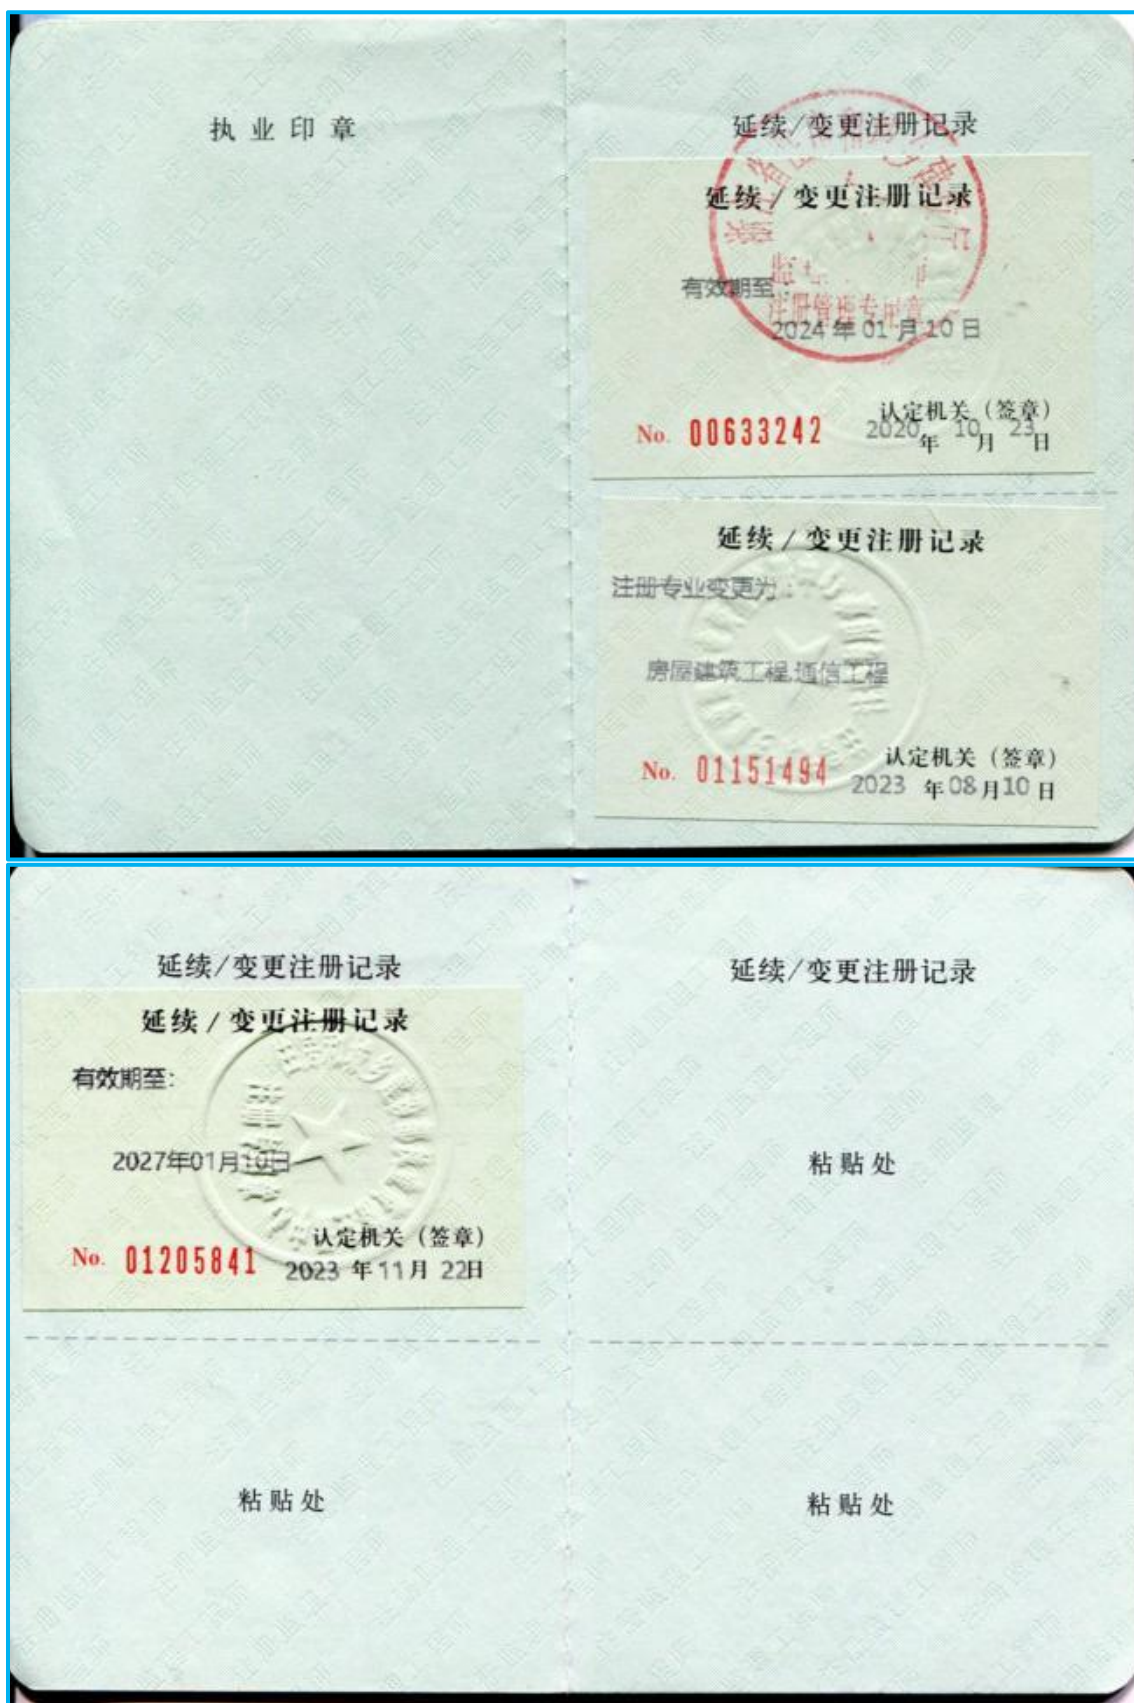 执业印章
延续/变更注册记录
延续/变更注册记录
有效期至:
2024年01月10日
注册管理专用章
认定机关(签章)
No. 00633242
2020年10月23日
延续/变更注册记录
注册专业变更为:
房屋建筑工程,通信工程
认定机关(签章)
No. 01151494
2023年08月10日
延续/变更注册记录
延续/变更注册记录
有效期至:
2027年01月10日
认定机关(签章)
No. 01205841
2023年11月22日
粘贴处
延续/变更注册记录
粘贴处
粘贴处